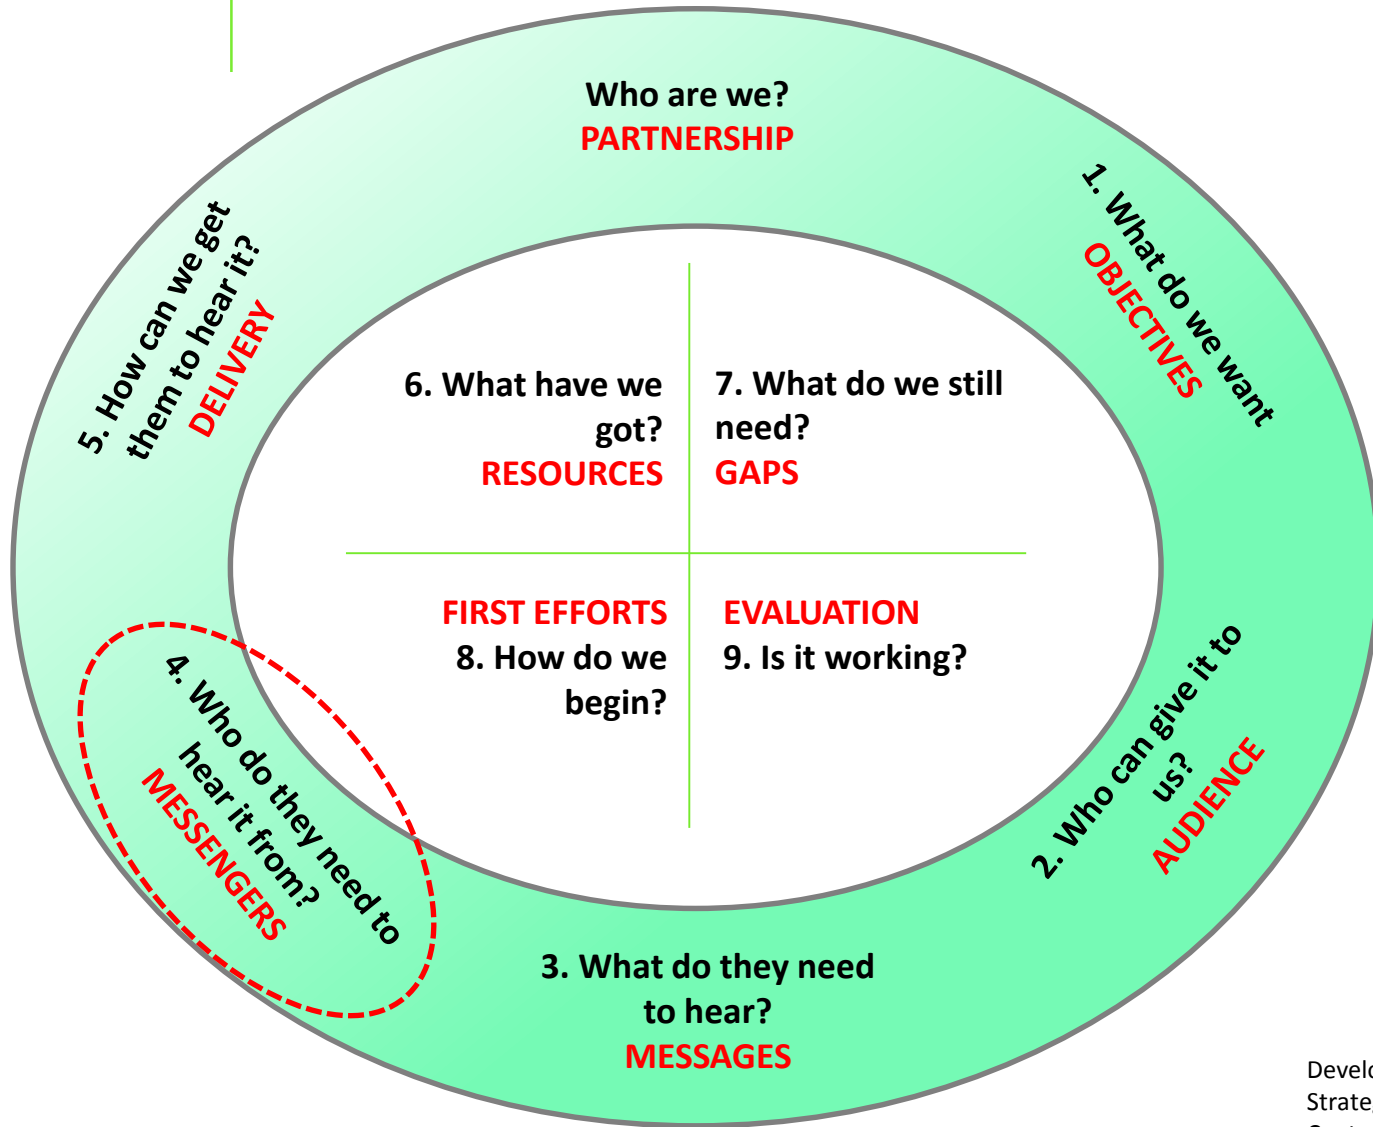 Who are we?
PARTNERSHIP
1. What do we want
OBJECTIVES
2. Who can give it to
us?
AUDIENCE
3. What do they need
to hear?
MESSAGES
4. Who do they need to
hear it from?
MESSENGERS
5. How can we get
them to hear it?
DELIVERY
6. What have we
got?
RESOURCES
7. What do we still
need?
GAPS
FIRST EFFORTS
8. How do we
begin?
EVALUATION
9. Is it working?
Develo
Strateg